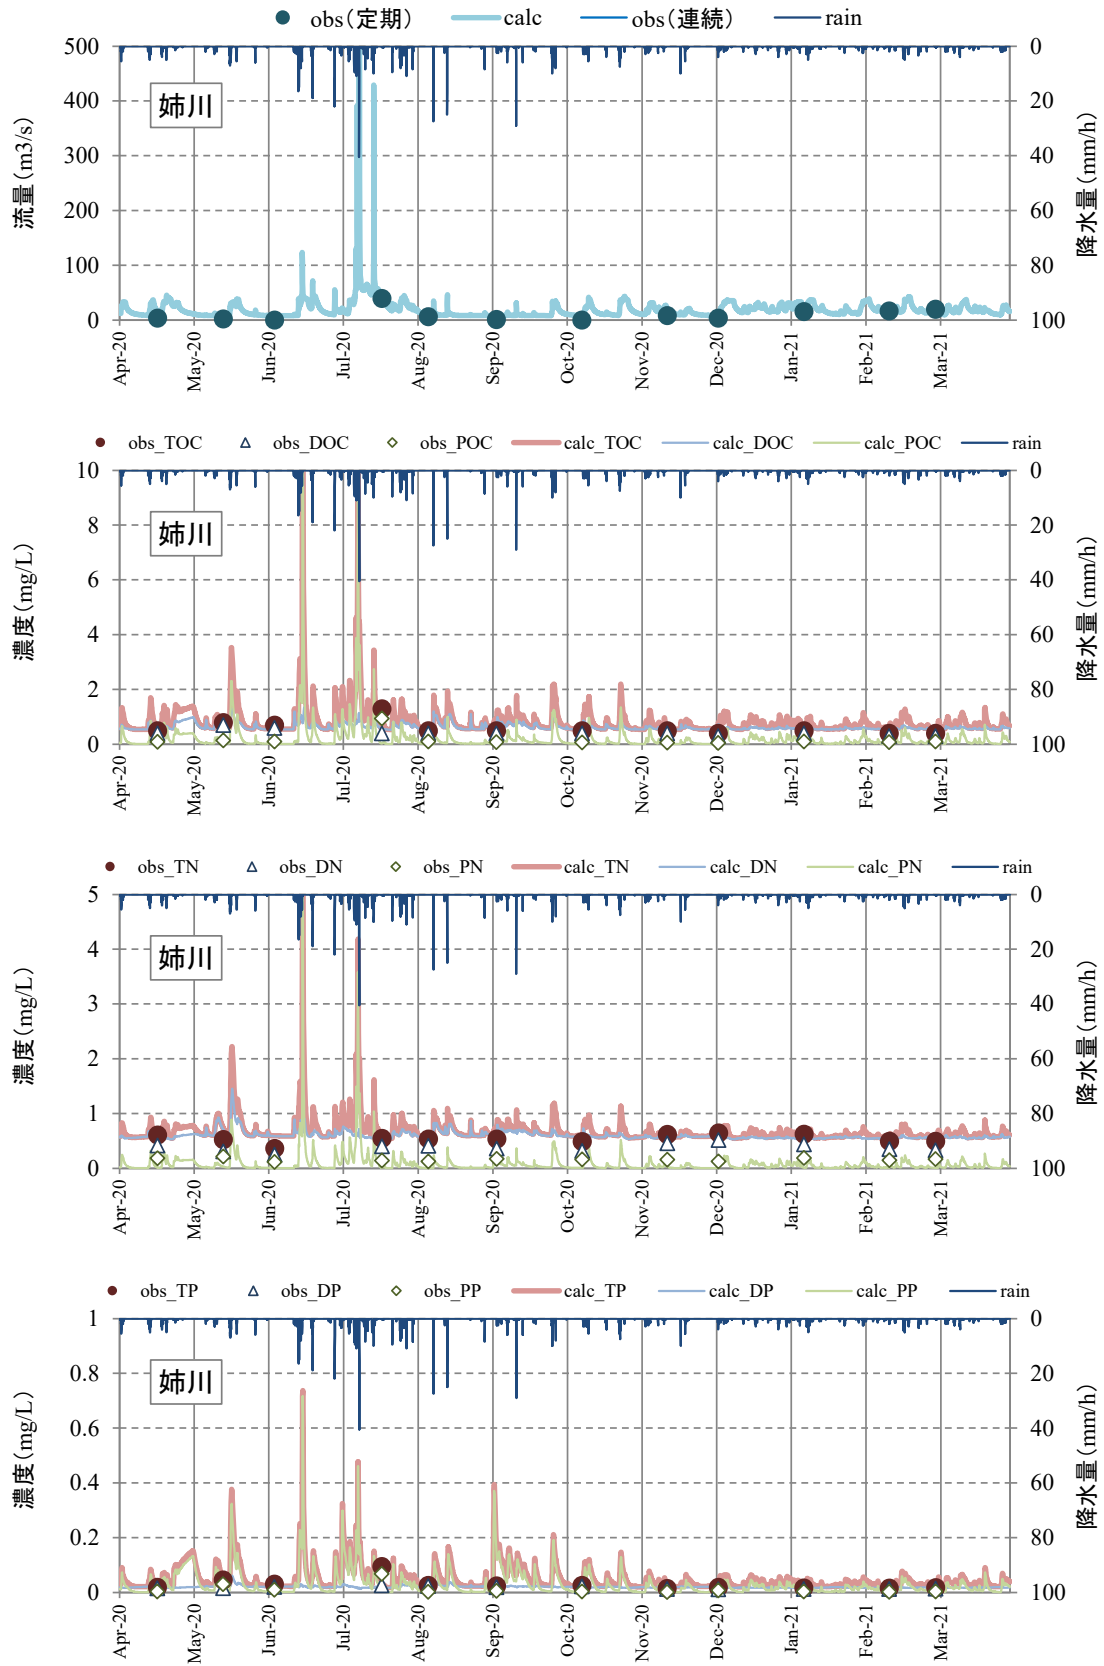 obs(定期) calc obs(連続) rain
500 0
400 20
300 40
200 60
100 80
0 100
流量(m3/s)
姉川
降水量(mm/h)
Apr-20 May-20 Jun-20 Jul-20 Aug-20 Sep-20 Oct-20 Nov-20 Dec-20 Jan-21 Feb-21 Mar-21
obs_TOC obs_DOC obs_POC calc_TOC calc_DOC calc_POC rain
10 0
8 20
6 40
4 60
2 80
0 100
濃度(mg/L)
姉川
降水量(mm/h)
Apr-20 May-20 Jun-20 Jul-20 Aug-20 Sep-20 Oct-20 Nov-20 Dec-20 Jan-21 Feb-21 Mar-21
obs_TN obs_DN obs_PN calc_TN calc_DN calc_PN rain
5 0
4 20
3 40
2 60
1 80
0 100
濃度(mg/L)
姉川
降水量(mm/h)
Apr-20 May-20 Jun-20 Jul-20 Aug-20 Sep-20 Oct-20 Nov-20 Dec-20 Jan-21 Feb-21 Mar-21
obs_TP obs_DP obs_PP calc_TP calc_DP calc_PP rain
1 0
0.8 20
0.6 40
0.4 60
0.2 80
0 100
濃度(mg/L)
姉川
降水量(mm/h)
Apr-20 May-20 Jun-20 Jul-20 Aug-20 Sep-20 Oct-20 Nov-20 Dec-20 Jan-21 Feb-21 Mar-21